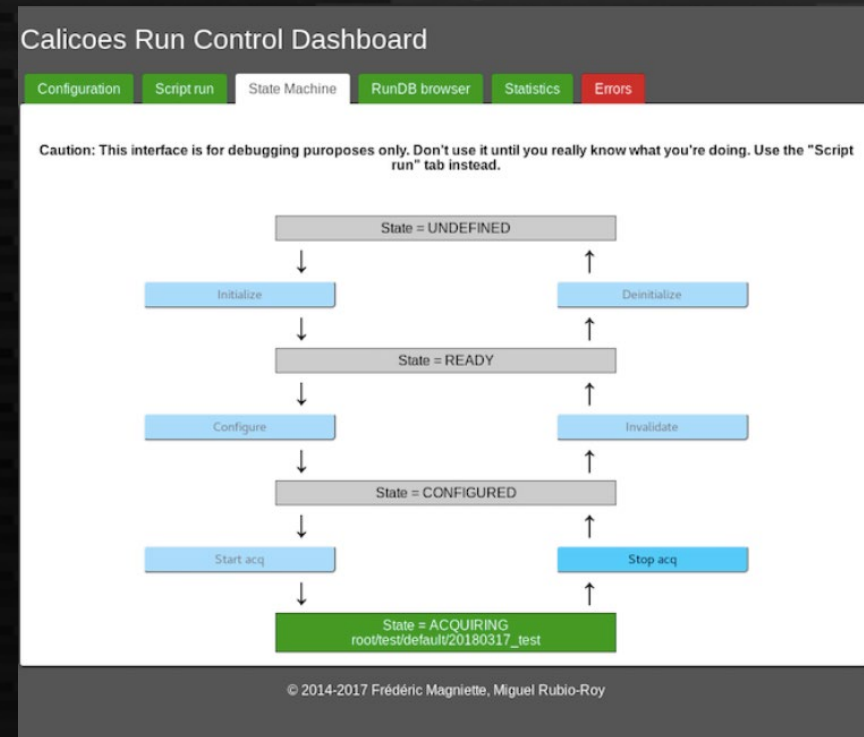 Calicoes Run Control Dashboard
Configuration Script run State Machine RunDB browser Statistics Errors
Caution: This interface is for debugging puroposes only. Don't use it until you really know what you're doing. Use the "Script
run" tab instead.
State = UNDEFINED
Initialize Deinitialize
State = READY
Configure Invalidate
State = CONFIGURED
Start acq Stop acq
State = ACQUIRING
root/test/default/20180317_test
© 2014-2017 Frédéric Magniette, Miguel Rubio-Roy